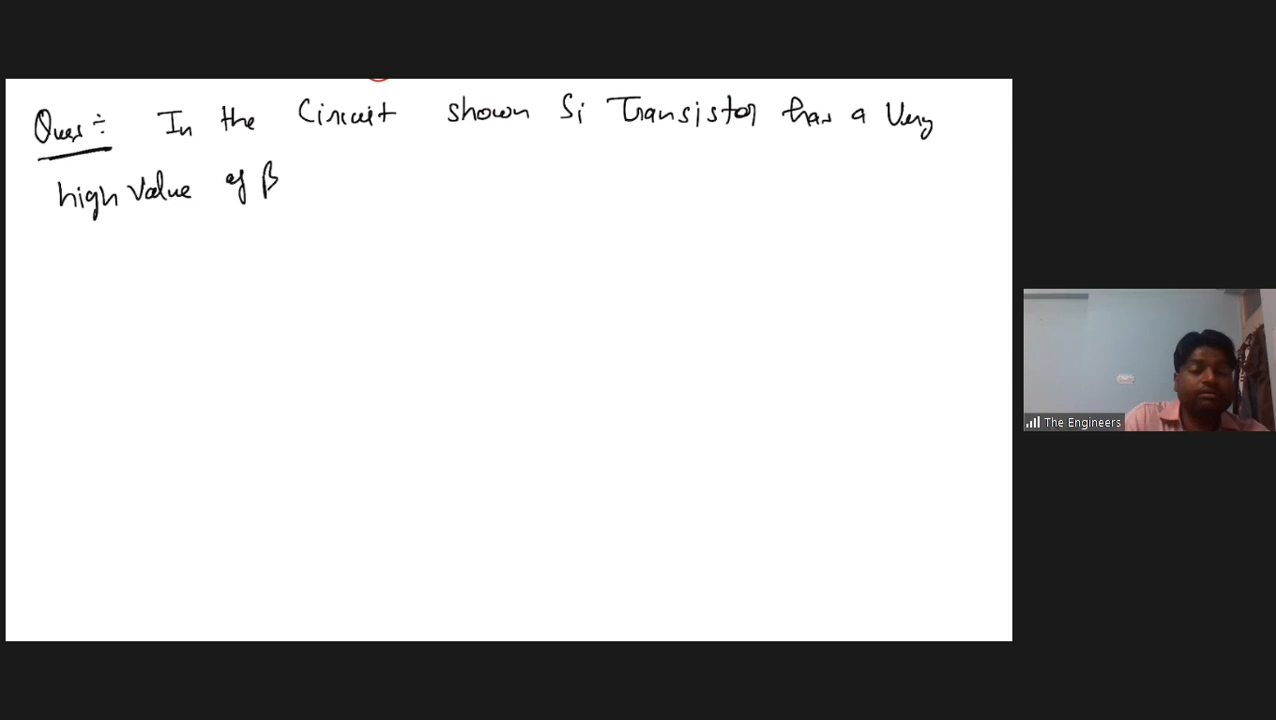 Ques ÷ In the Circuit shown Si Transistor has a Very
high Value of β
The Engineers